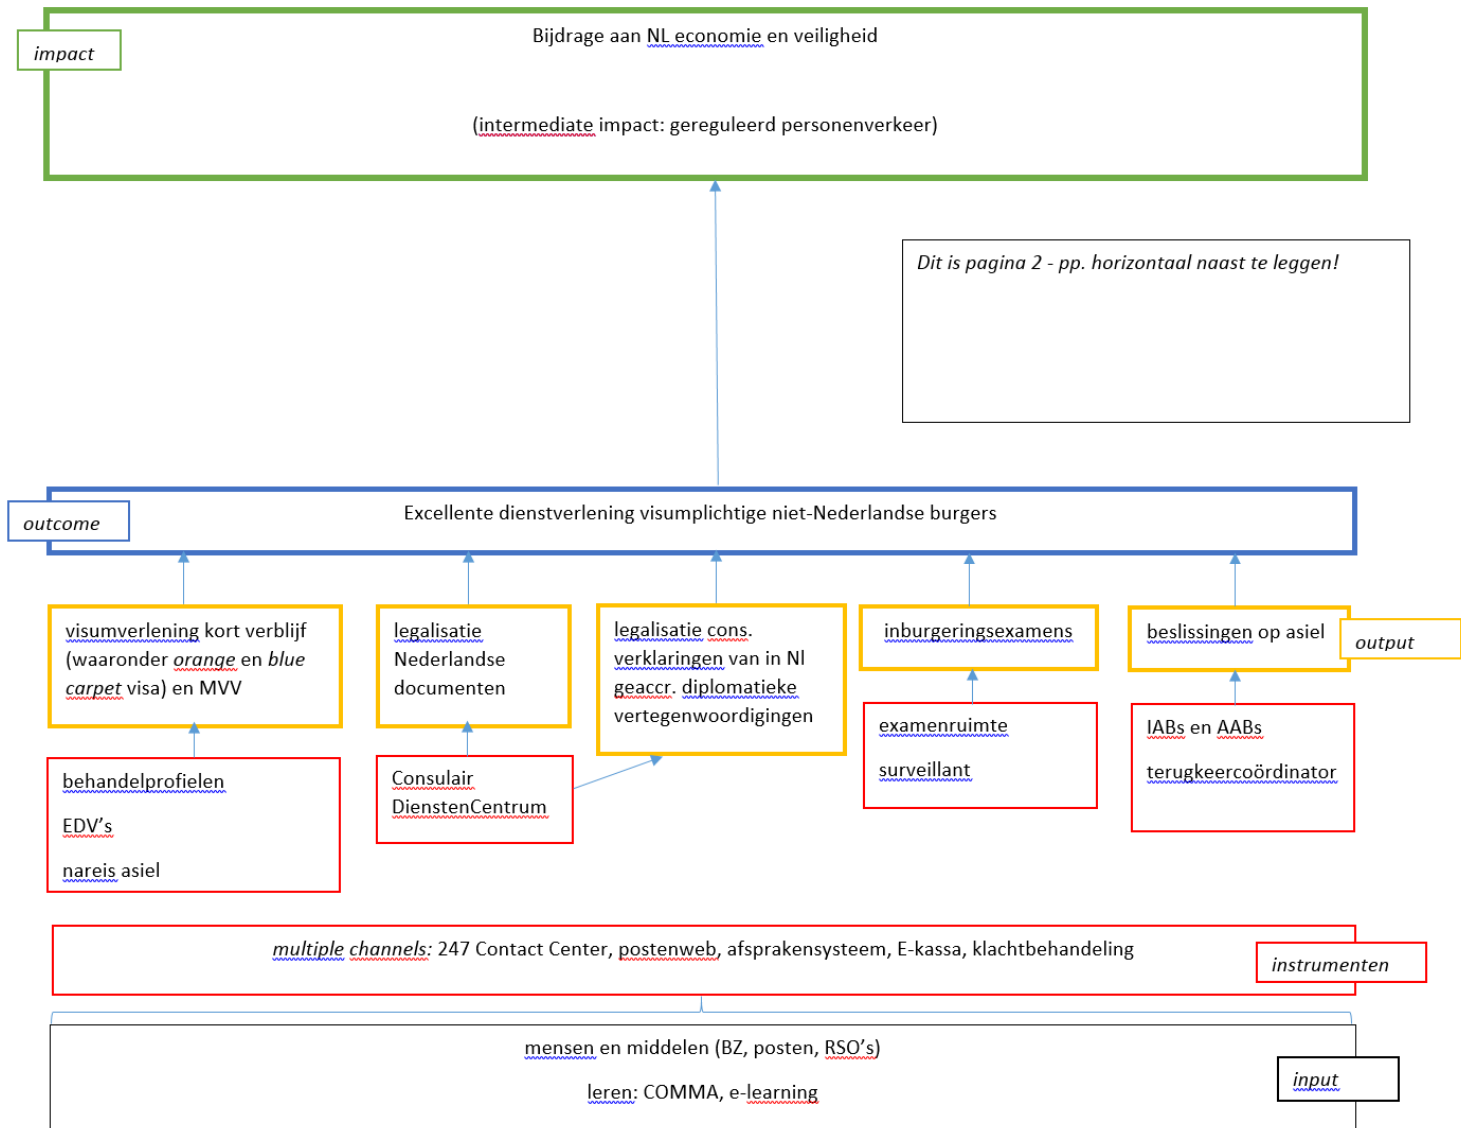 impact
Bijdrage aan NL economie en veiligheid
(intermediate impact: gereguleerd personenverkeer)
Dit is pagina 2 - pp. horizontaal naast te leggen!
outcome
Excellente dienstverlening visumplichtige niet-Nederlandse burgers
visumverlening kort verblijf
(waaronder orange en blue
carpet visa) en MVV
legalisatie
Nederlandse
documenten
legalisatie cons.
verklaringen van in Nl
geaccr. diplomatieke
vertegenwoordigingen
inburgeringsexamens
beslissingen op asiel
output
behandelprofielen
EDV’s
nareis asiel
Consulair
DienstenCentrum
examenruimte
surveillant
IABs en AABs
terugkeercoördinator
multiple channels: 247 Contact Center, postenweb, afsprakensysteem, E-kassa, klachtbehandeling
instrumenten
mensen en middelen (BZ, posten, RSO’s)
leren: COMMA, e-learning
input